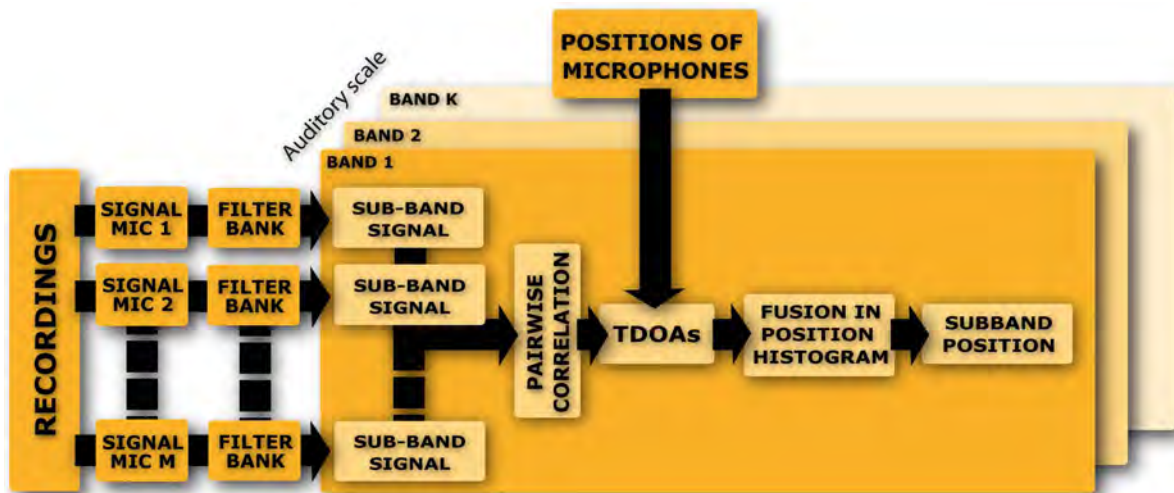 POSITIONS OF
MICROPHONES
Auditory scale
BAND K
BAND 2
BAND 1
RECORDINGS
SIGNAL
MIC 1
FILTER
BANK
SUB-BAND
SIGNAL
SIGNAL
MIC 2
FILTER
BANK
SUB-BAND
SIGNAL
PAIRWISE
CORRELATION
TDOAs
FUSION IN
POSITION
HISTOGRAM
SUBBAND
POSITION
SIGNAL
MIC M
FILTER
BANK
SUB-BAND
SIGNAL